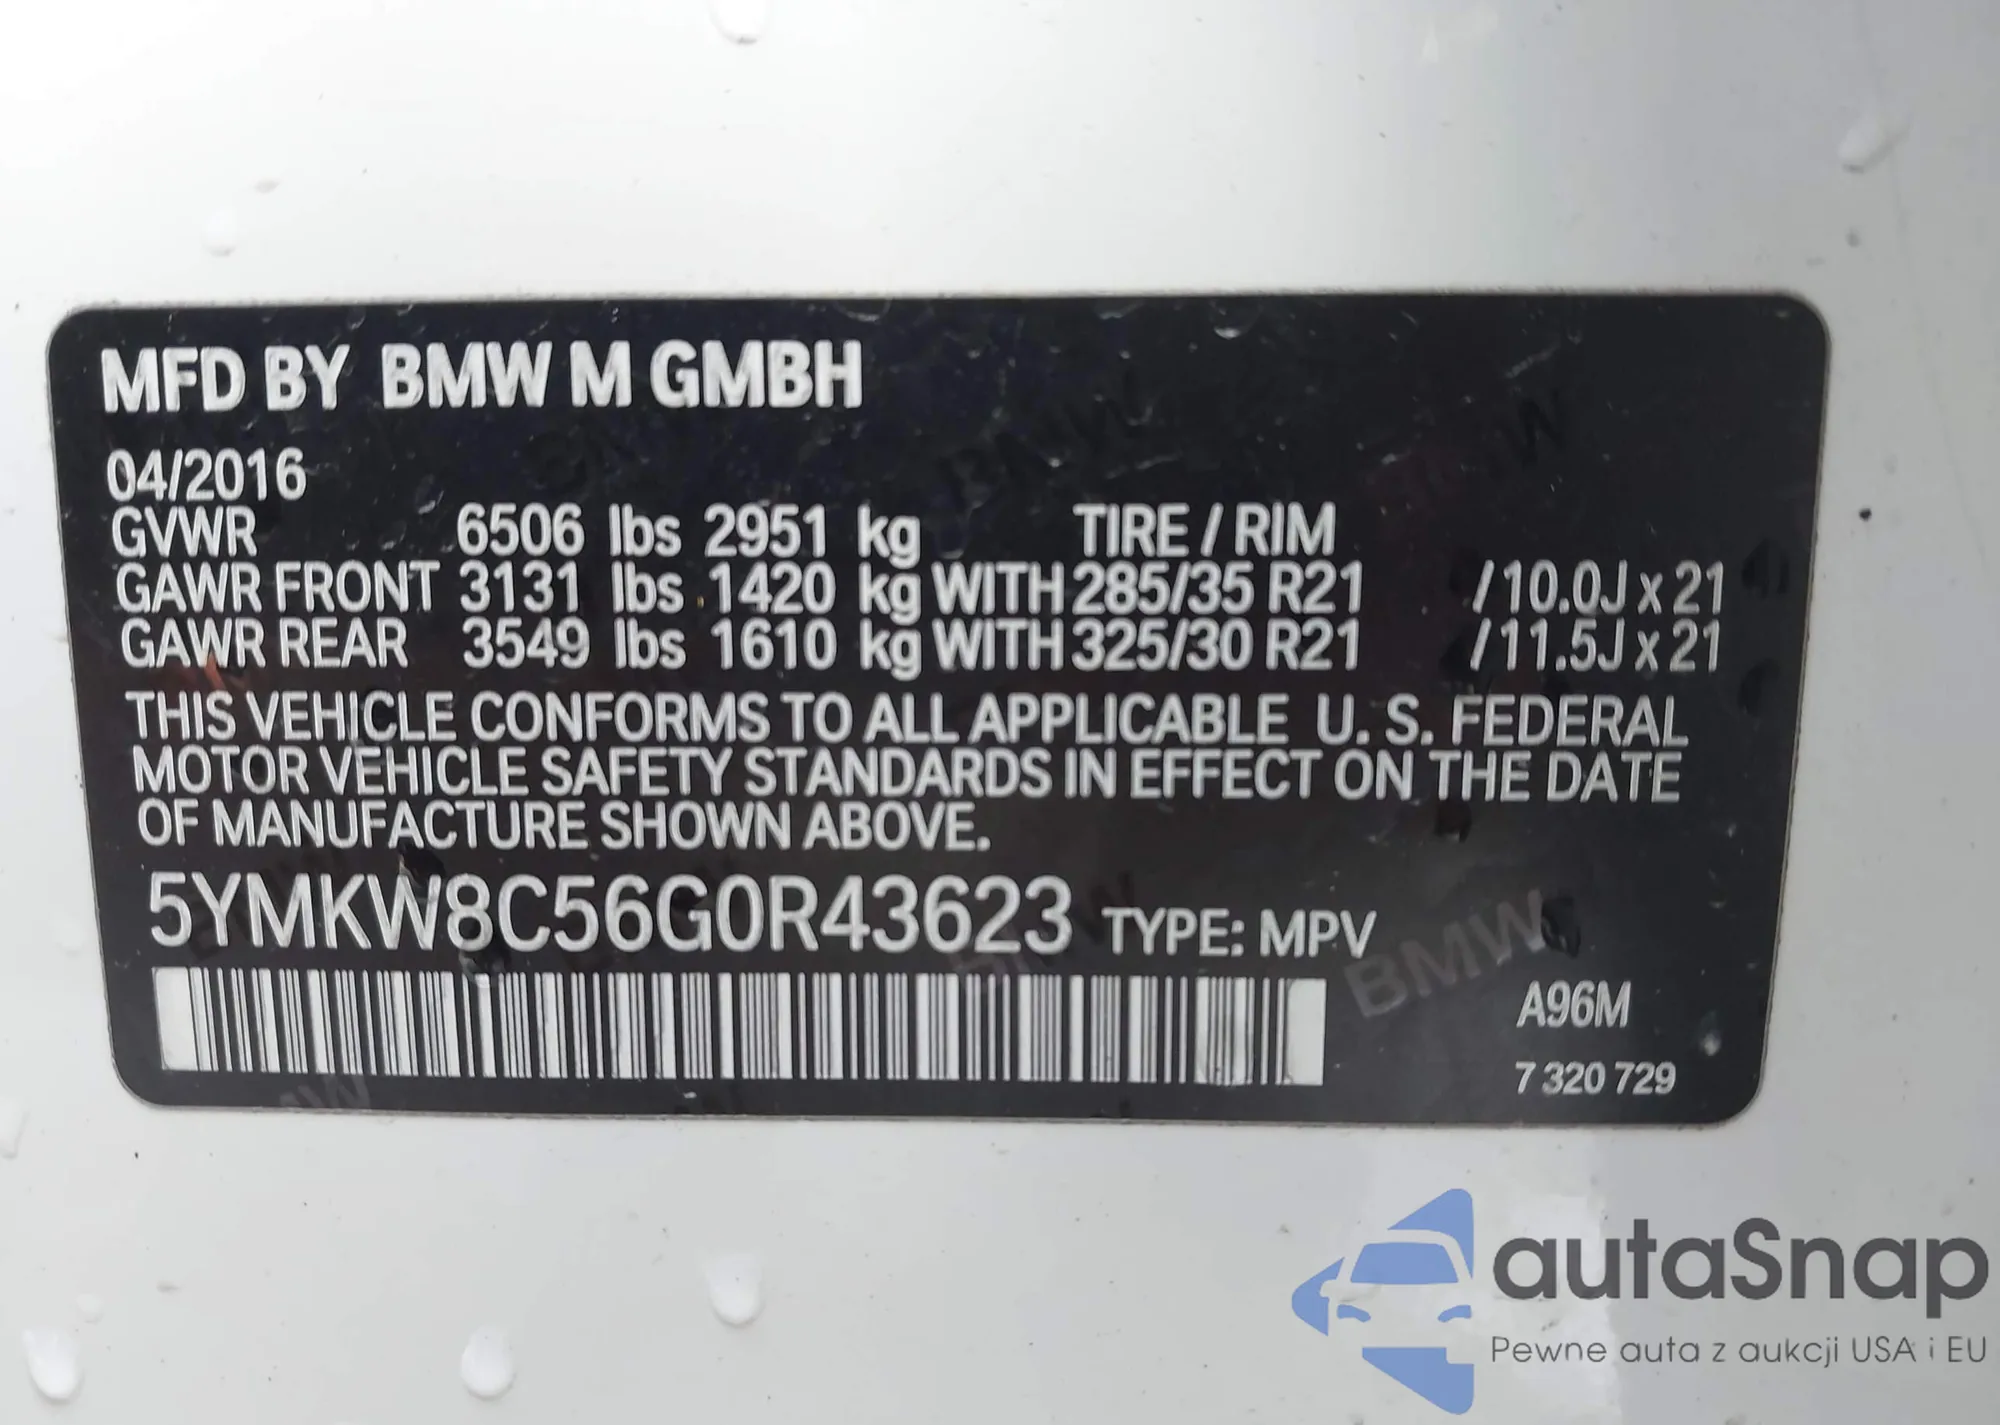 MFD BY BMW M GMBH
04/2016
GVWR 6506 lbs 2951 kg TIRE / RIM
GAWR FRONT 3131 lbs 1420 kg WITH 285/35 R21 / 10.0J x 21
GAWR REAR 3549 lbs 1610 kg WITH 325/30 R21 / 11.5J x 21
THIS VEHICLE CONFORMS TO ALL APPLICABLE U. S. FEDERAL
MOTOR VEHICLE SAFETY STANDARDS IN EFFECT ON THE DATE
OF MANUFACTURE SHOWN ABOVE.
5YMKW8C56G0R43623 TYPE: MPV
BMW
A96M
7 320 729
autaSnap
Pewne auta z aukcji USA i EU